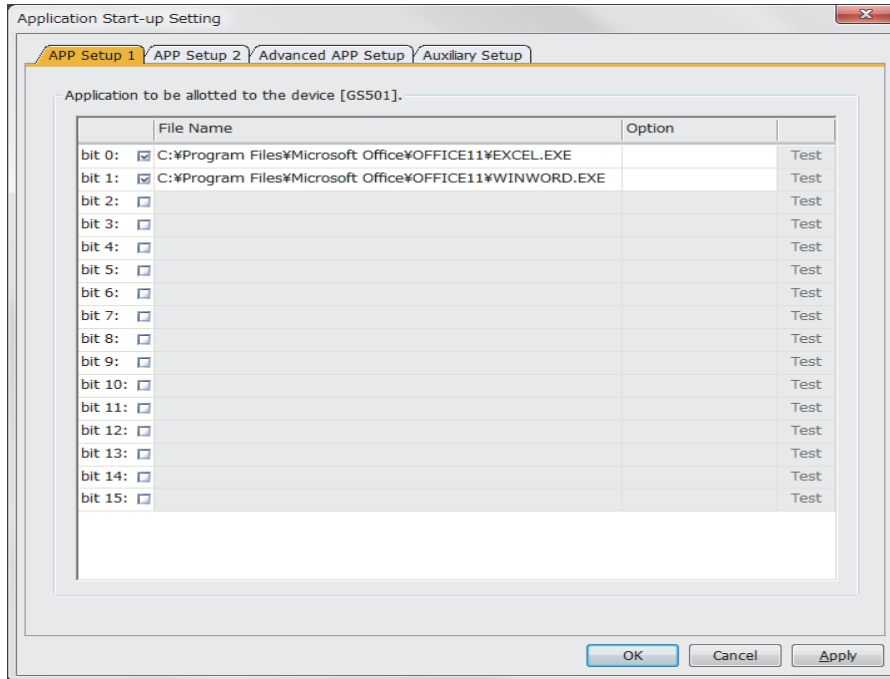 Application Start-up Setting
APP Setup 1 APP Setup 2 Advanced APP Setup Auxiliary Setup
Application to be allotted to the device [GS501].
File Name Option
bit 0: C:¥Program Files¥Microsoft Office¥OFFICE11¥EXCEL.EXE Test
bit 1: C:¥Program Files¥Microsoft Office¥OFFICE11¥WINWORD.EXE Test
bit 2: Test
bit 3: Test
bit 4: Test
bit 5: Test
bit 6: Test
bit 7: Test
bit 8: Test
bit 9: Test
bit 10: Test
bit 11: Test
bit 12: Test
bit 13: Test
bit 14: Test
bit 15: Test
OK Cancel Apply